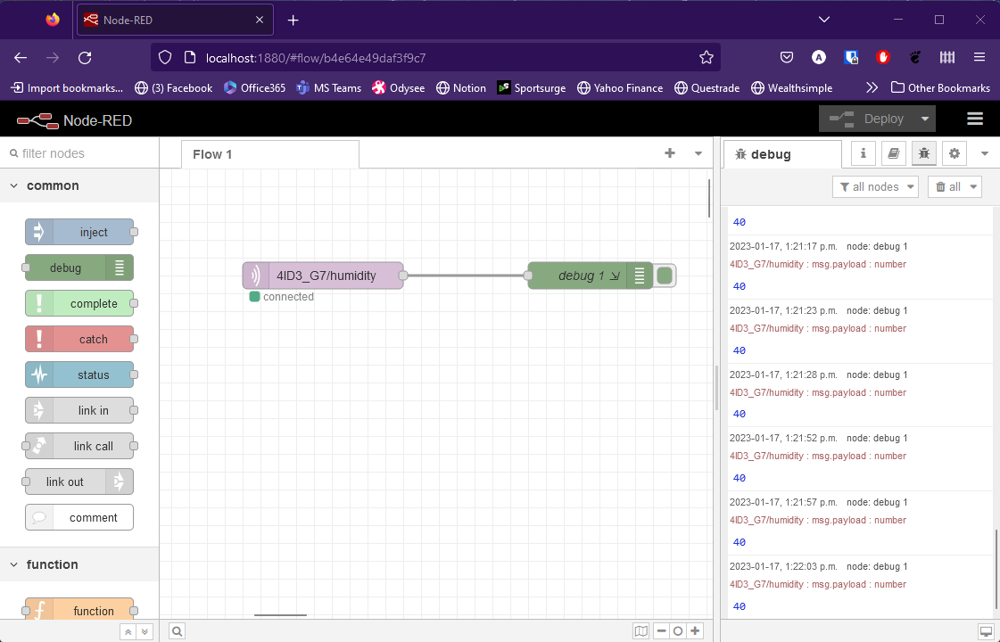 Node-RED
localhost:1880/#flow/b4e64e49daf3f9c7
Import bookmarks...
(3) Facebook
Office365
MS Teams
Odysee
Notion
Sportsurge
Yahoo Finance
Questrade
Wealthsimple
Other Bookmarks
Node-RED
Deploy
filter nodes
Flow 1
debug
i
all nodes
all
common
inject
debug
complete
catch
status
link in
link call
link out
comment
function
function
4ID3_G7/humidity
connected
debug 1 ⇲
40
2023-01-17, 1:21:17 p.m. node: debug 1
4ID3_G7/humidity : msg.payload : number
40
2023-01-17, 1:21:23 p.m. node: debug 1
4ID3_G7/humidity : msg.payload : number
40
2023-01-17, 1:21:28 p.m. node: debug 1
4ID3_G7/humidity : msg.payload : number
40
2023-01-17, 1:21:52 p.m. node: debug 1
4ID3_G7/humidity : msg.payload : number
40
2023-01-17, 1:21:57 p.m. node: debug 1
4ID3_G7/humidity : msg.payload : number
40
2023-01-17, 1:22:03 p.m. node: debug 1
4ID3_G7/humidity : msg.payload : number
40